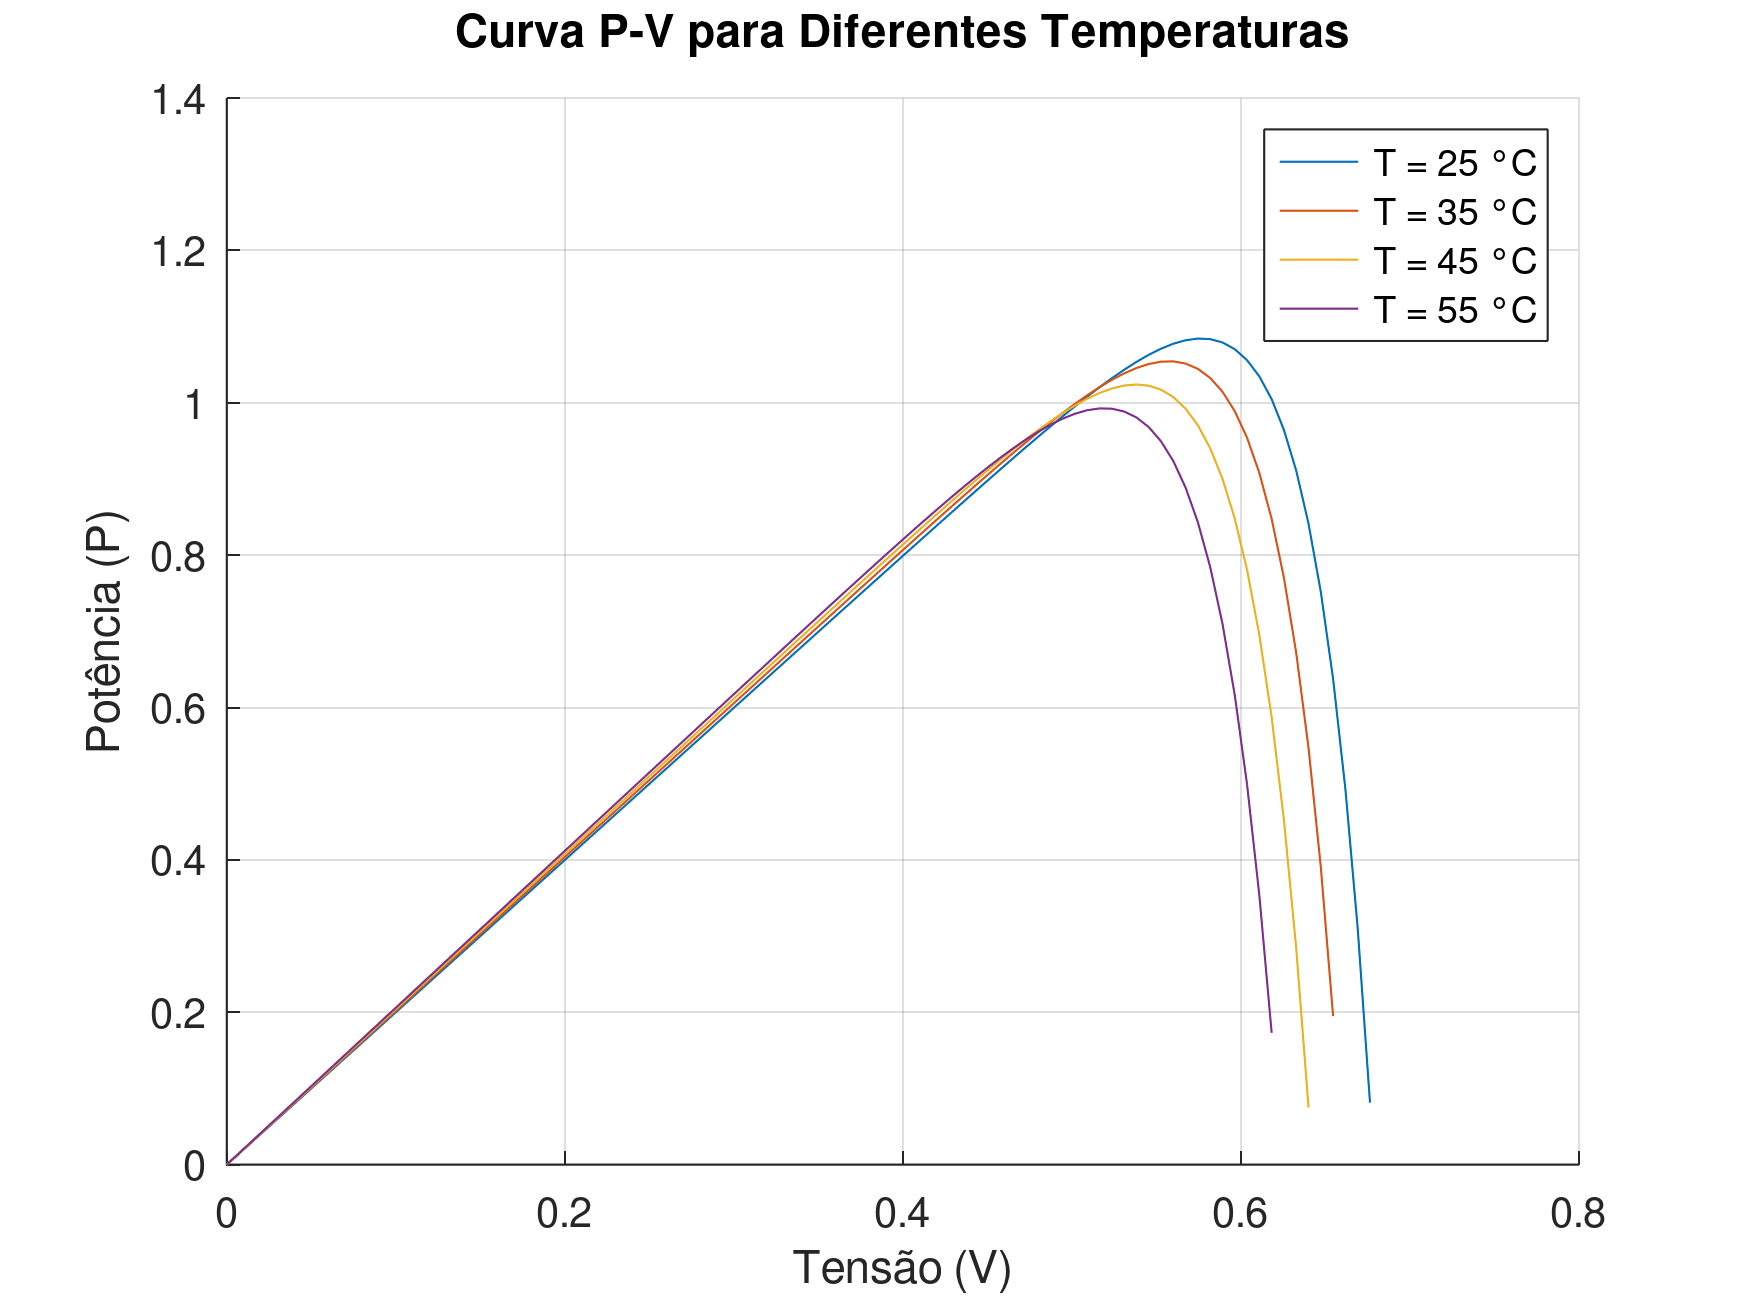 Curva P-V para Diferentes Temperaturas
1.4
1.2
1
0.8
0.6
0.4
0.2
0
Potência (P)
T = 25 °C
T = 35 °C
T = 45 °C
T = 55 °C
0 0.2 0.4 0.6 0.8
Tensão (V)